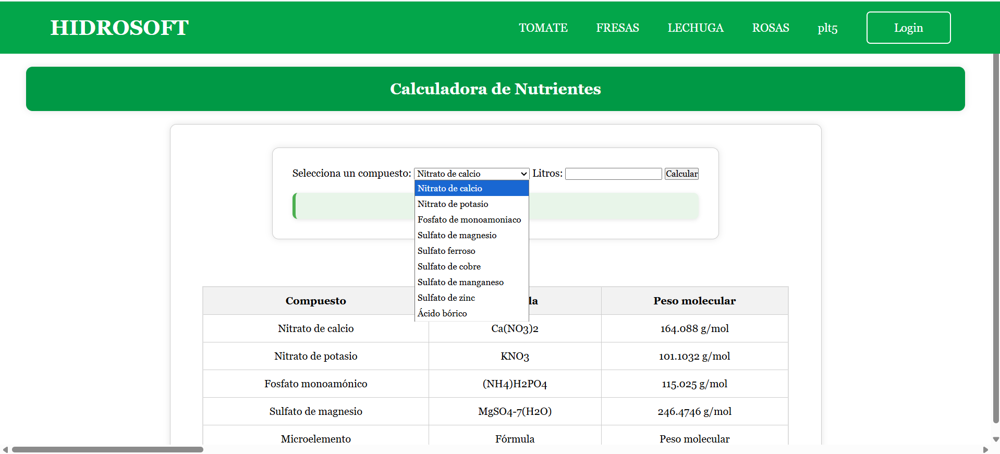 HIDROSOFT TOMATE FRESAS LECHUGA ROSAS plt5 Login
Calculadora de Nutrientes
Selecciona un compuesto: Nitrato de calcio Litros: Calcular
Nitrato de calcio
Nitrato de potasio
Fosfato de monoamoniaco
Sulfato de magnesio
Sulfato ferroso
Sulfato de cobre
Sulfato de manganeso
Sulfato de zinc
Ácido bórico
Compuesto la Peso molecular
Nitrato de calcio Ca(NO3)2 164.088 g/mol
Nitrato de potasio KNO3 101.1032 g/mol
Fosfato monoamónico (NH4)H2PO4 115.025 g/mol
Sulfato de magnesio MgSO4-7(H2O) 246.4746 g/mol
Microelemento Fórmula Peso molecular